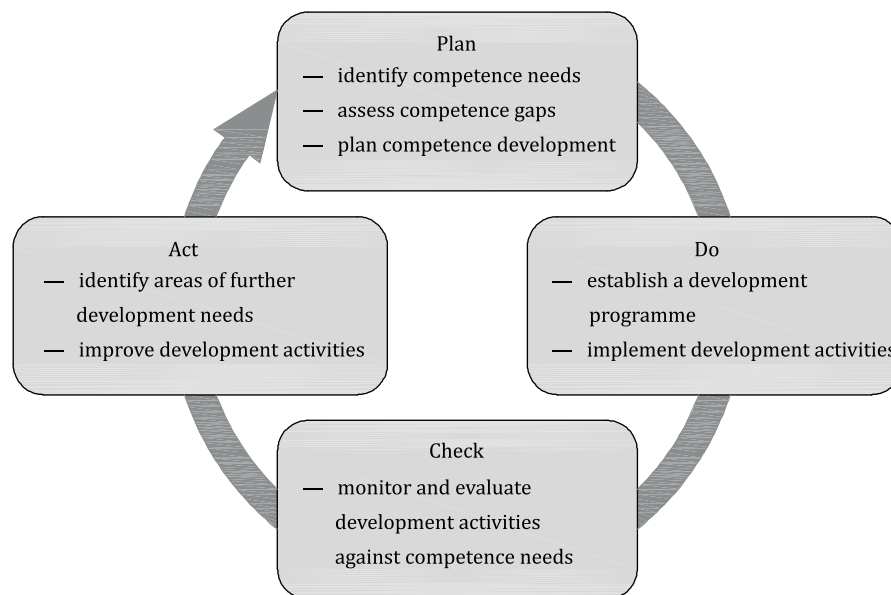 Plan
— identify competence needs
— assess competence gaps
— plan competence development
Act
— identify areas of further
development needs
— improve development activities
Do
— establish a development
programme
— implement development activities
Check
— monitor and evaluate
development activities
against competence needs